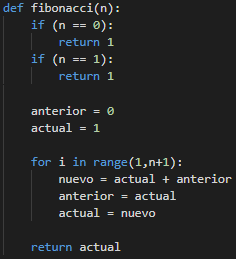 def fibonacci(n):
    if (n == 0):
        return 1
    if (n == 1):
        return 1

    anterior = 0
    actual = 1

    for i in range(1,n+1):
        nuevo = actual + anterior
        anterior = actual
        actual = nuevo

    return actual